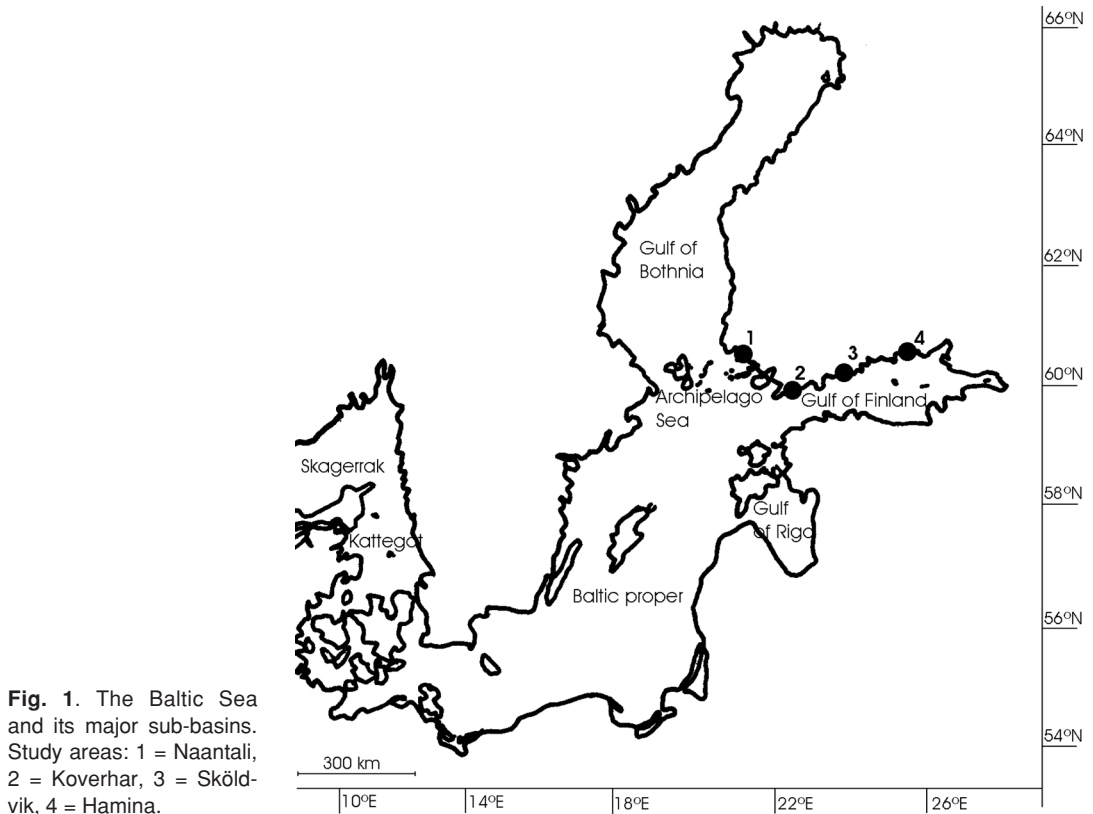 66ºN
64ºN
Gulf of
Bothnia
62ºN
1
4
3
2
60ºN
Archipelago
Sea
Gulf of Finland
Skagerrak
58ºN
Gulf
of Riga
Kattegat
Baltic proper
56ºN
Fig. 1. The Baltic Sea
and its major sub-basins.
Study areas: 1 = Naantali,
2 = Koverhar, 3 = Sköld-
vik, 4 = Hamina.
54ºN
300 km
10ºE
14ºE
18ºE
22ºE
26ºE